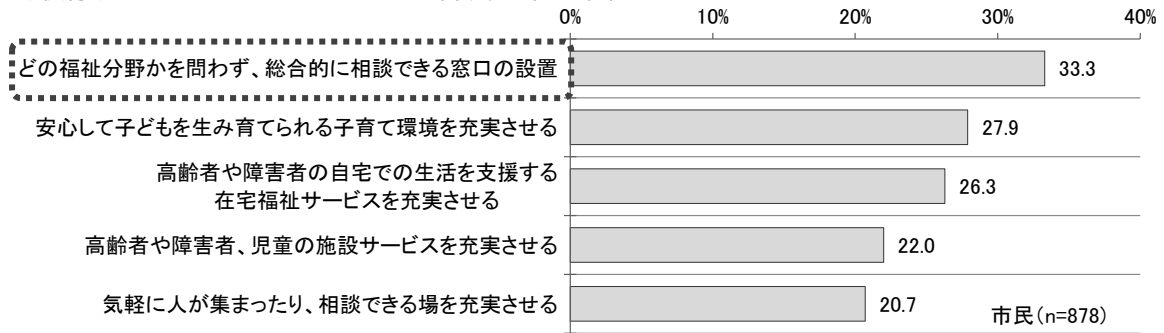 0% 10% 20% 30% 40%
どの福祉分野かを問わず、総合的に相談できる窓口の設置 33.3
安心して子どもを生み育てられる子育て環境を充実させる 27.9
高齢者や障害者の自宅での生活を支援する
在宅福祉サービスを充実させる 26.3
高齢者や障害者、児童の施設サービスを充実させる 22.0
気軽に人が集まったり、相談できる場を充実させる 20.7
市民(n=878)